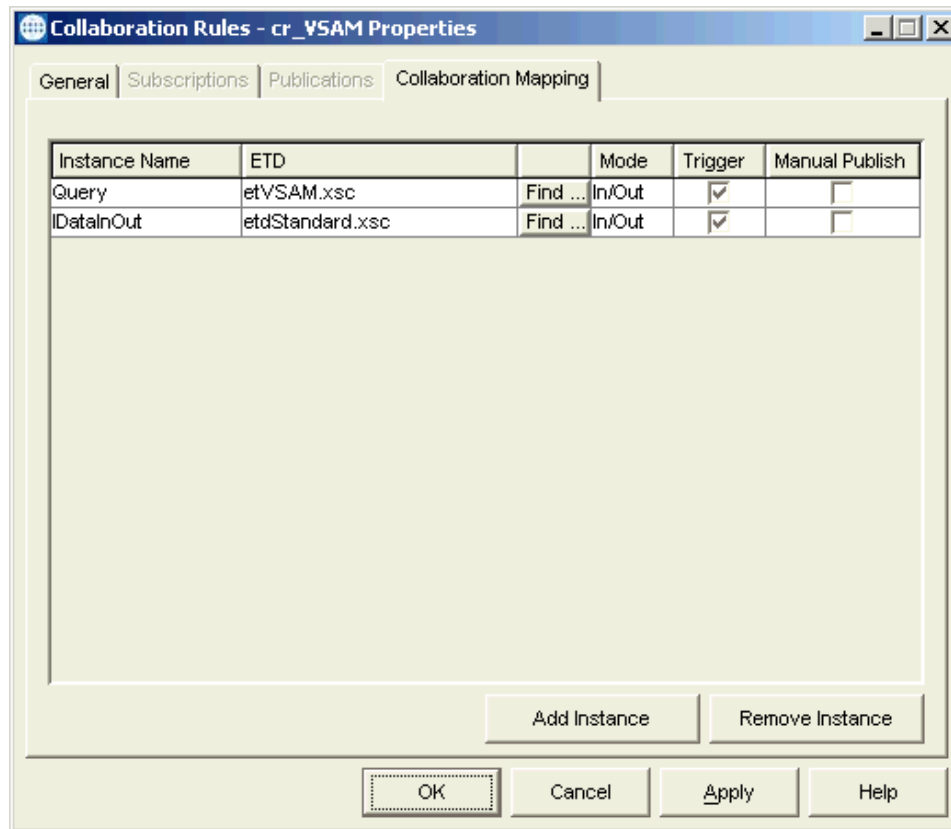 Collaboration Rules - cr_VSAM Properties
General Subscriptions Publications Collaboration Mapping
Instance Name ETD Mode Trigger Manual Publish
Query etVSAM.xsc Find ... In/Out
IDataInOut etdStandard.xsc Find ... In/Out
Add Instance Remove Instance
OK Cancel Apply Help